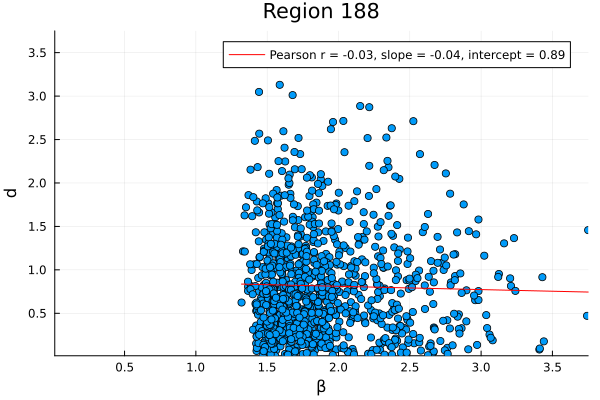 Region 188
Pearson r = -0.03, slope = -0.04, intercept = 0.89
3.5
3.0
2.5
2.0
1.5
1.0
0.5
d
0.5 1.0 1.5 2.0 2.5 3.0 3.5
β